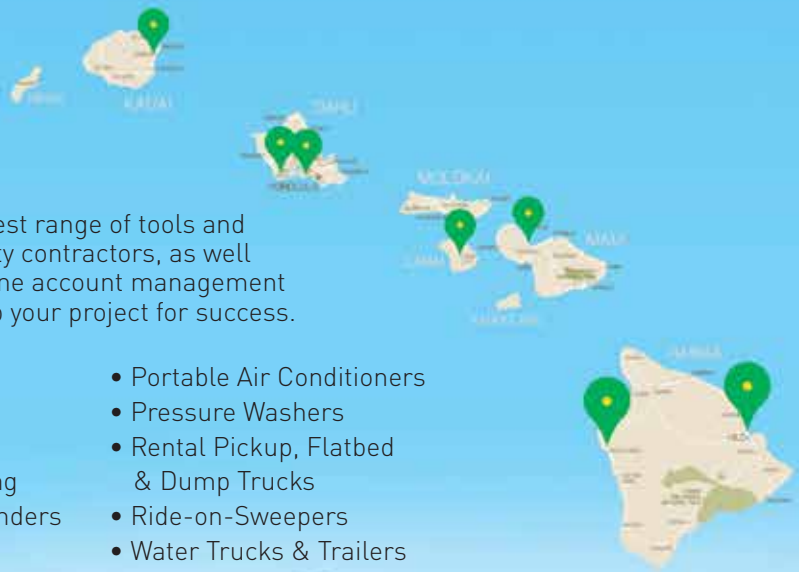 KAUAI
OAHU
HONOLULU
MOLOKAI
LANAI
MAUI
HAWAII
HILO
est range of tools and
ty contractors, as well
ne account management
o your project for success.
ng
nders
• Portable Air Conditioners
• Pressure Washers
• Rental Pickup, Flatbed
& Dump Trucks
• Ride-on-Sweepers
• Water Trucks & Trailers